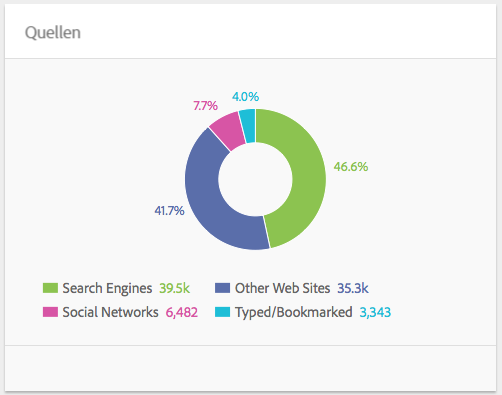 Quellen
4.0%
7.7%
46.6%
41.7%
Search Engines 39.5k Other Web Sites 35.3k
Social Networks 6,482 Typed/Bookmarked 3,343